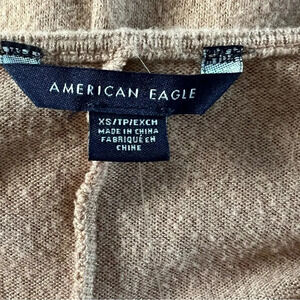 AMERICAN EAGLE
XS/TP/EXCH
MADE IN CHINA
FABRIQUÉ EN
CHINE